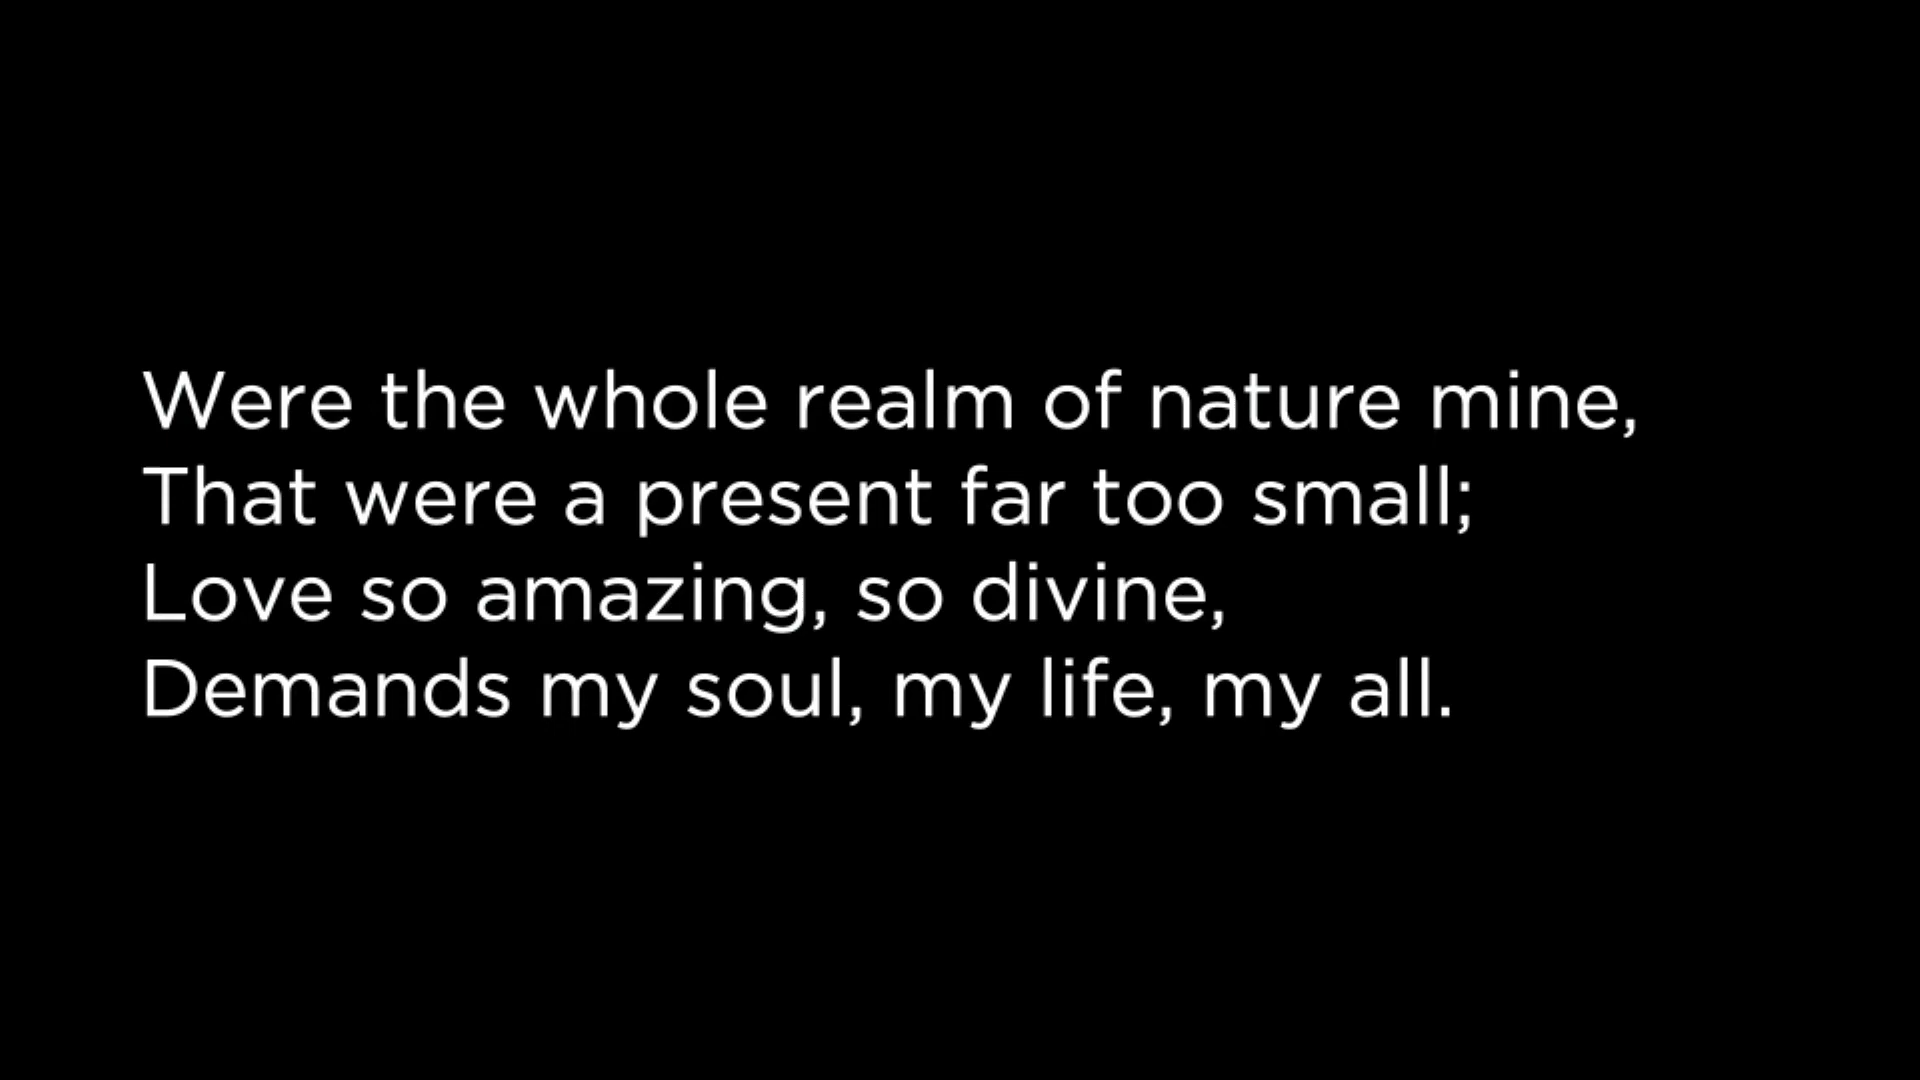 Were the whole realm of nature mine,
That were a present far too small;
Love so amazing, so divine,
Demands my soul, my life, my all.